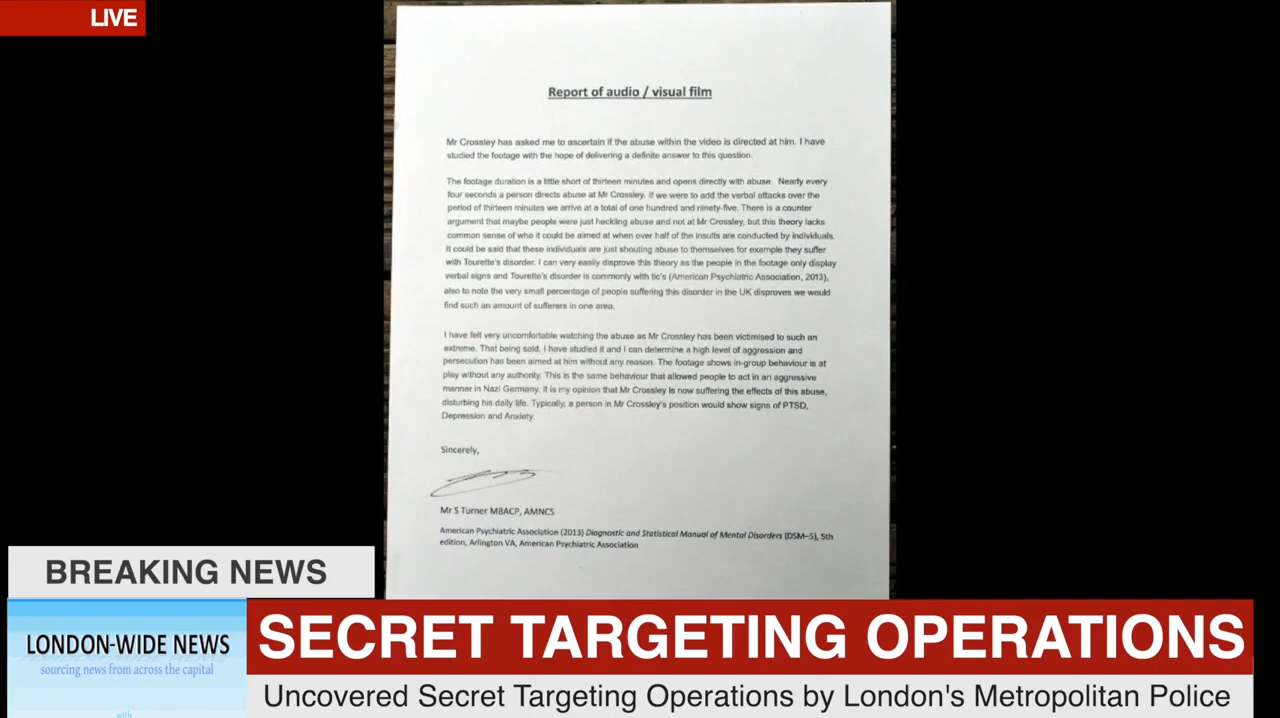 LIVE
Report of audio / visual film
Mr Crossley has asked me to ascertain if the abuse within the video is directed at him. I have
studied the footage with the hope of delivering a definite answer to this question.
The footage duration is a little short of thirteen minutes and opens directly with abuse. Nearly every
four seconds a person directs abuse at Mr Crossley. If we were to add the verbal attacks over the
period of thirteen minutes we arrive at a total of one hundred and ninety-five. There is a counter
argument that maybe people were just heckling abuse and not at Mr Crossley, but this theory lacks
common sense of who it could be aimed at when over half of the insults are conducted by individuals.
It could be said that these individuals are just shouting abuse to themselves for example they suffer
with Tourette's disorder. I can very easily disprove this theory as the people in the footage only display
verbal signs and Tourette's disorder is commonly with tic's (American Psychiatric Association, 2013),
also to note the very small percentage of people suffering this disorder in the UK disproves we would
find such an amount of sufferers in one area.
I have felt very uncomfortable watching the abuse as Mr Crossley has been victimised to such an
extreme. That being said, I have studied it and I can determine a high level of aggression and
persecution has been aimed at him without any reason. The footage shows in-group behaviour is at
play without any authority. This is the same behaviour that allowed people to act in an aggressive
manner in Nazi Germany. It is my opinion that Mr Crossley is now suffering the effects of this abuse,
disturbing his daily life. Typically, a person in Mr Crossley's position would show signs of PTSD,
Depression and Anxiety.
Sincerely,
Mr S Turner MBACP, AMNCS
American Psychiatric Association (2013) Diagnostic and Statistical Manual of Mental Disorders (DSM–5), 5th
edition, Arlington VA, American Psychiatric Association
BREAKING NEWS
LONDON-WIDE NEWS
sourcing news from across the capital
with
SECRET TARGETING OPERATIONS
Uncovered Secret Targeting Operations by London's Metropolitan Police